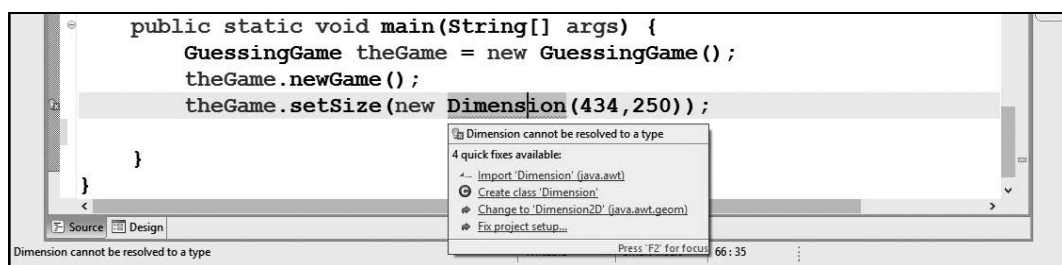 public static void main(String[] args) {
GuessingGame theGame = new GuessingGame();
theGame.newGame();
theGame.setSize(new Dimension(434,250));
Dimension cannot be resolved to a type
4 quick fixes available:
Import 'Dimension' (java.awt)
Create class 'Dimension'
Change to 'Dimension2D' (java.awt.geom)
Fix project setup...
Press 'F2' for focus
}
}
Source Design
Dimension cannot be resolved to a type
66 : 35